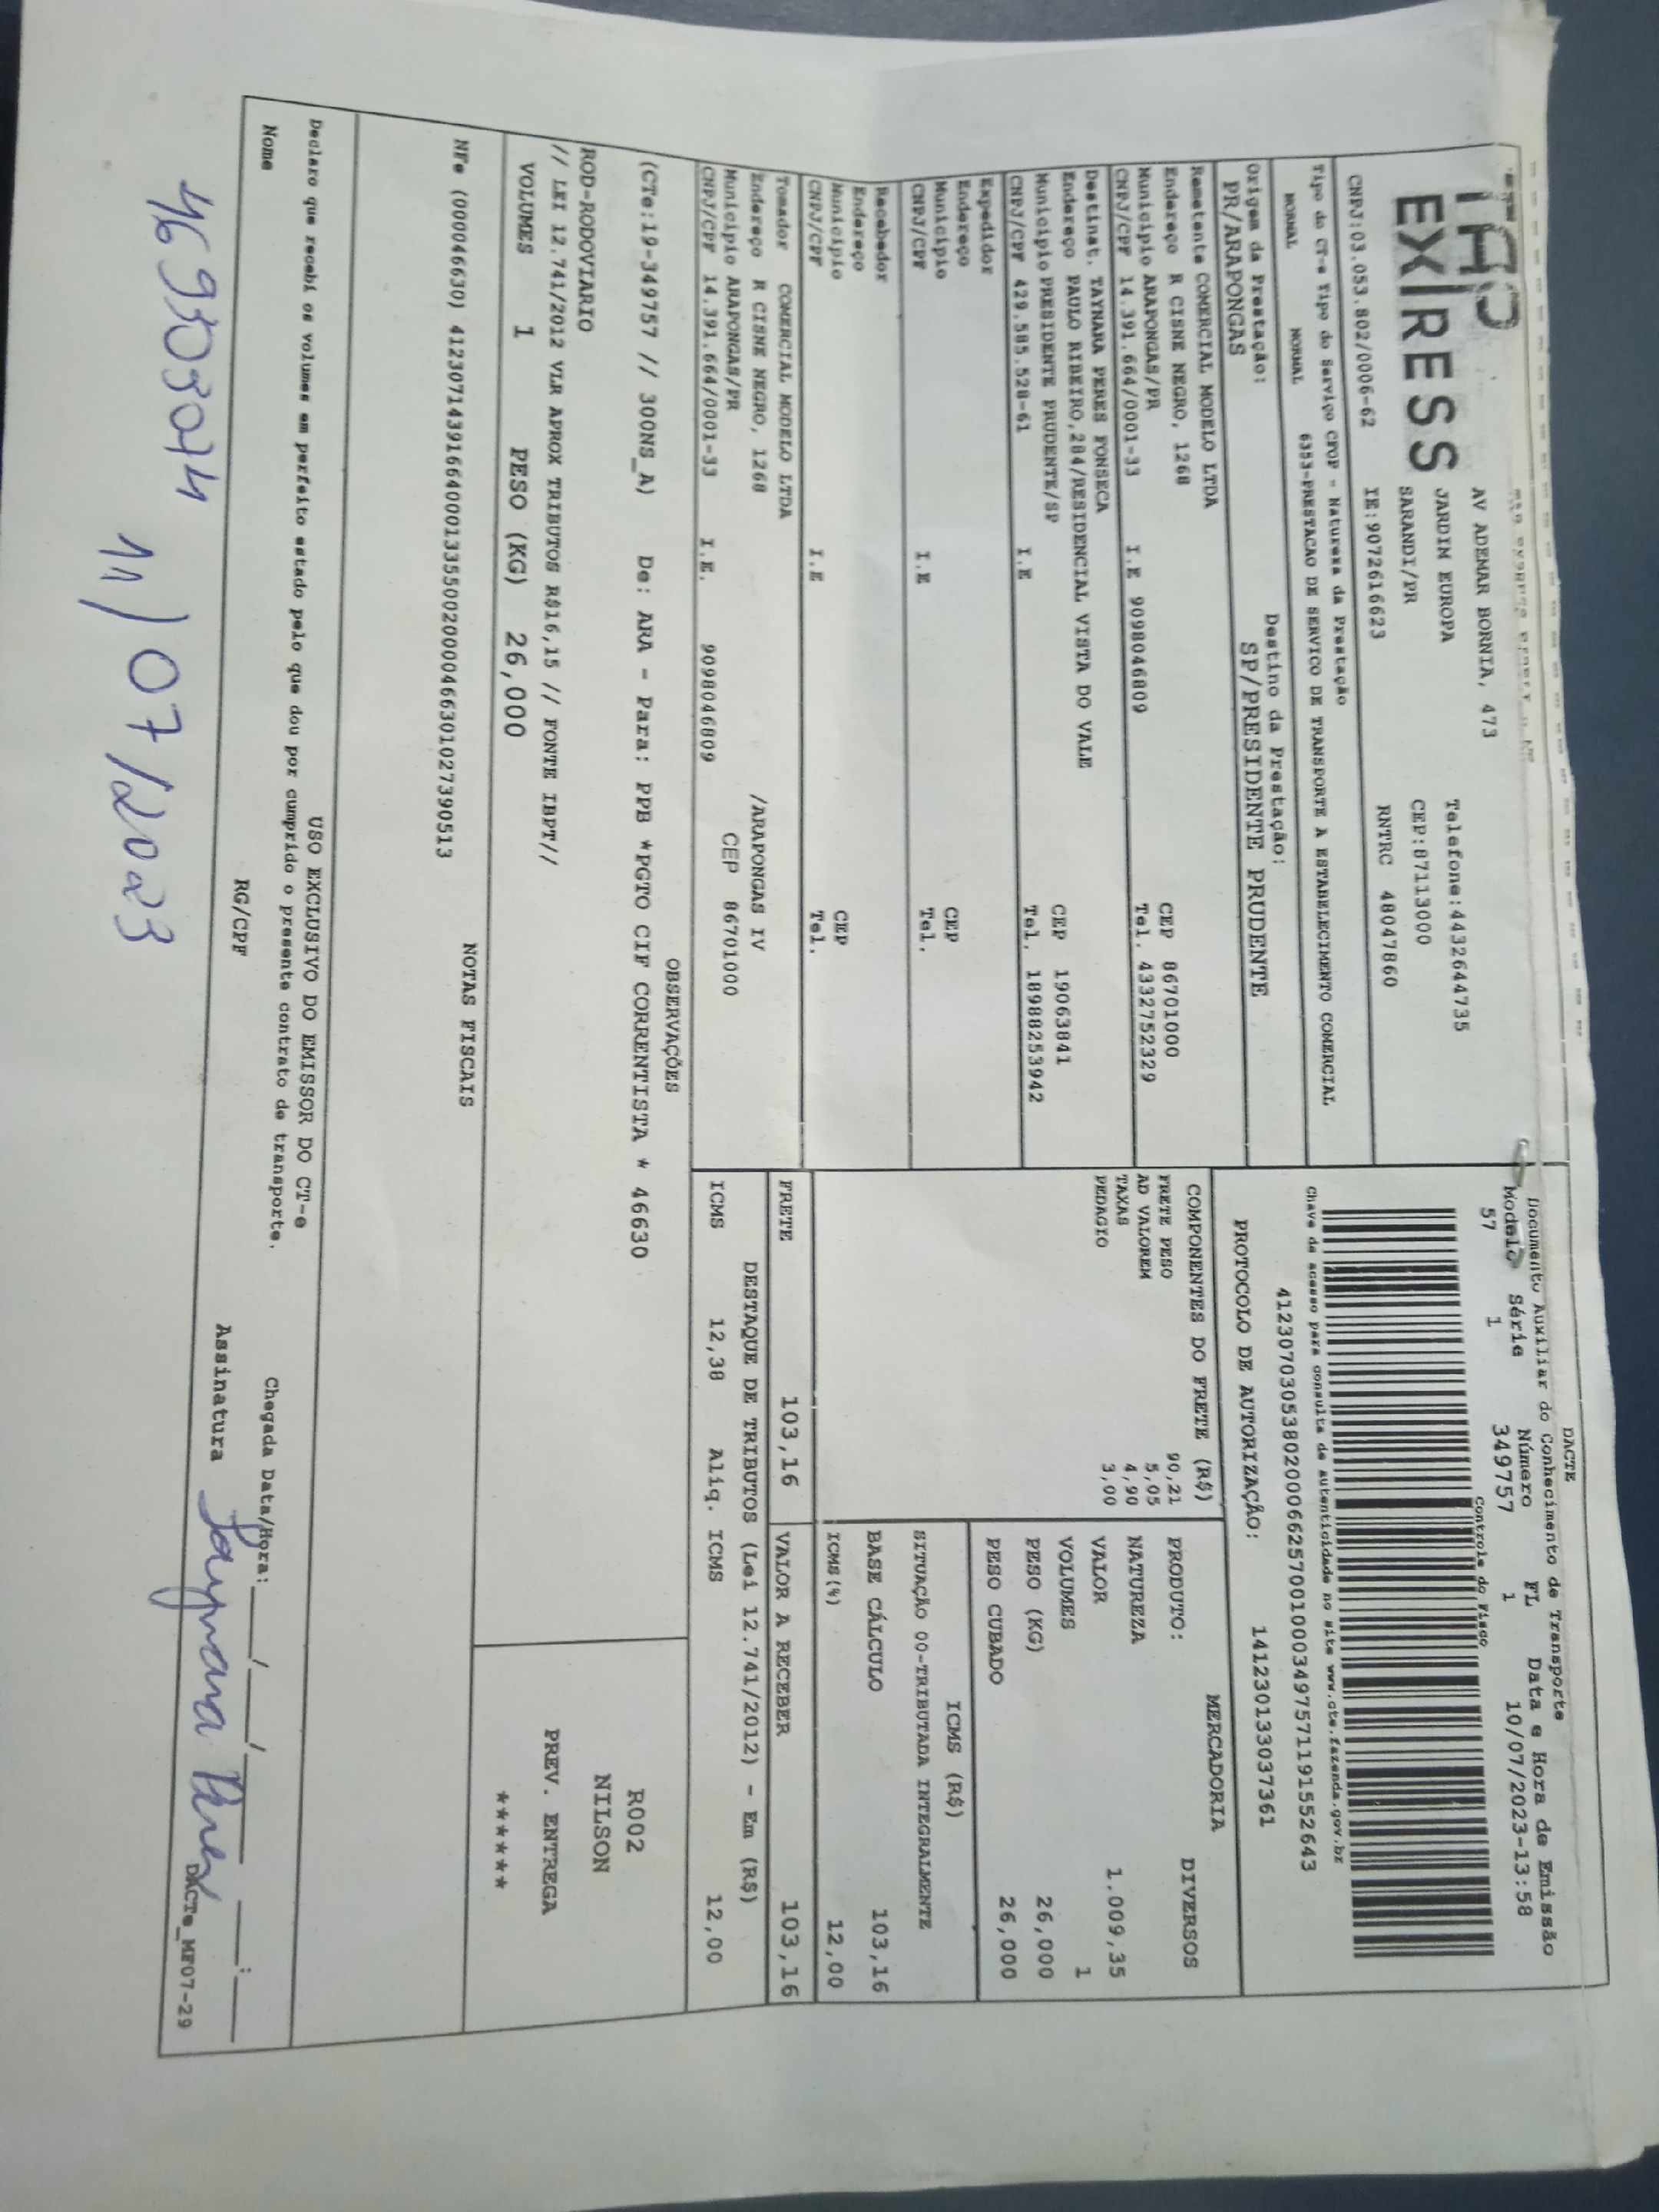 DACTE
Documento Auxiliar do Conhecimento de Transporte
Modelo Série Número FL Data e Hora de Emissão
57 1 349757 1 10/07/2023-13:58
Controle do Fisco
EXPRESS
AV ADEMAR BORNIA, 473
JARDIM EUROPA Telefone:4432644735
SARANDI/PR CEP:87113000
CNPJ:03.053.802/0006-62 IE:9072616623 RNTRC 48047860
Tipo do CT-e Tipo do Serviço CFOP - Natureza da Prestação
NORMAL NORMAL 6353-PRESTACAO DE SERVICO DE TRANSPORTE A ESTABELECIMENTO COMERCIAL
Chave de acesso para consulta de autenticidade no site www.cte.fazenda.gov.br
41230703053802000662570010003497571191552643
Origem da Prestação: Destino da Prestação:
PR/ARAPONGAS SP/PRESIDENTE PRUDENTE
PROTOCOLO DE AUTORIZAÇÃO: 141230133037361
Remetente COMERCIAL MODELO LTDA
Endereço R CISNE NEGRO, 1268 CEP 86701000
Município ARAPONGAS/PR Tel. 4332752329
CNPJ/CPF 14.391.664/0001-33 I.E 9098046809
Destinat. TAYNARA PERES FONSECA
Endereço PAULO RIBEIRO,284/RESIDENCIAL VISTA DO VALE CEP 19063841
Município PRESIDENTE PRUDENTE/SP Tel. 18988253942
CNPJ/CPF 429.585.528-61 I.E
Expedidor
Endereço CEP
Município Tel.
CNPJ/CPF I.E
Recebedor
Endereço CEP
Município Tel.
CNPJ/CPF I.E
Tomador COMERCIAL MODELO LTDA
Endereço R CISNE NEGRO, 1268 /ARAPONGAS IV
Município ARAPONGAS/PR CEP 86701000
CNPJ/CPF 14.391.664/0001-33 I.E. 9098046809
COMPONENTES DO FRETE (R$)
FRETE PESO 90,21
AD VALOREM 5,05
TAXAS 4,90
PEDAGIO 3,00
MERCADORIA
PRODUTO: DIVERSOS
NATUREZA
VALOR 1.009,35
VOLUMES 1
PESO (KG) 26,000
PESO CUBADO 26,000
ICMS (R$)
SITUAÇÃO 00-TRIBUTADA INTEGRALMENTE
BASE CÁLCULO 103,16
ICMS(%) 12,00
FRETE 103,16 VALOR A RECEBER 103,16
DESTAQUE DE TRIBUTOS (Lei 12.741/2012) - Em (R$)
ICMS 12,38 Aliq. ICMS 12,00
OBSERVAÇÕES
(CTe:19-349757 // 300NS_A) De: ARA - Para: PPB *PGTO CIF CORRENTISTA * 46630
ROD-RODOVIARIO
// LEI 12.741/2012 VLR APROX TRIBUTOS R$16,15 // FONTE IBPT//
VOLUMES 1 PESO (KG) 26,000
R002
NILSON
PREV. ENTREGA
******
NOTAS FISCAIS
NFe (000046630) 41230714391664000133550020000466301027390513
USO EXCLUSIVO DO EMISSOR DO CT-e
Declaro que recebi os volumes em perfeito estado pelo que dou por cumprido o presente contrato de transporte.
Chegada Data/Hora:___/___/___ __:__
Nome RG/CPF Assinatura Taynara Peres
DACTe_MF07-29
469303074 11/07/2023